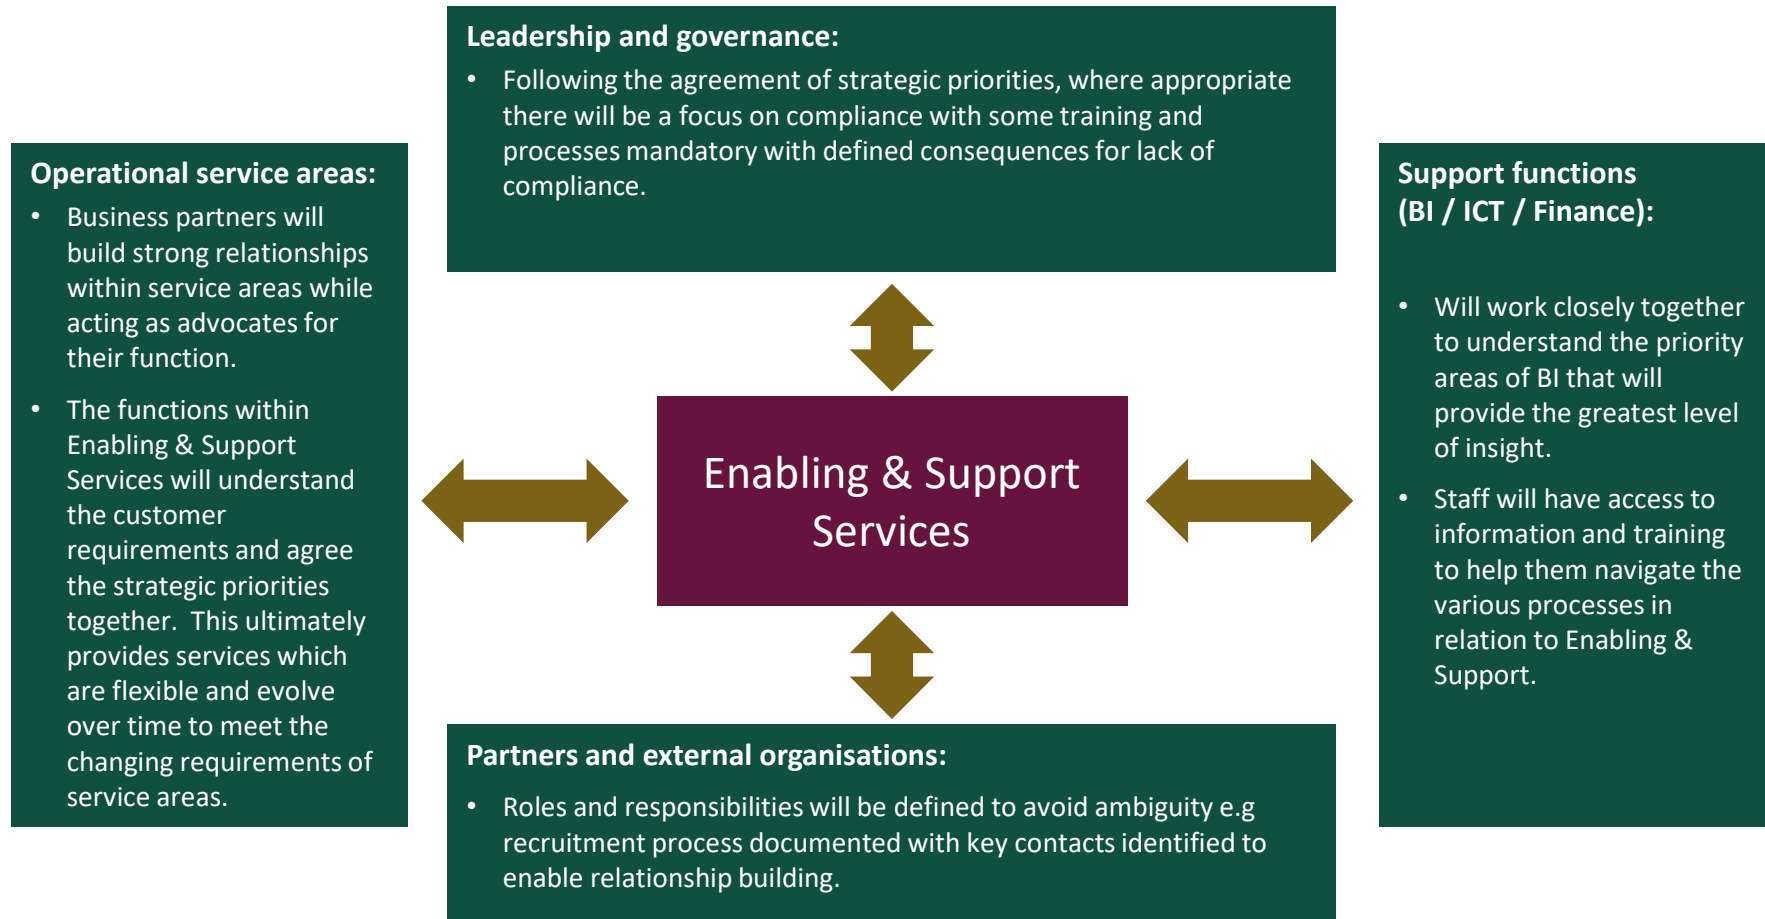 Leadership and governance:
• Following the agreement of strategic priorities, where appropriate
there will be a focus on compliance with some training and
processes mandatory with defined consequences for lack of
compliance.
Operational service areas:
• Business partners will
build strong relationships
within service areas while
acting as advocates for
their function.
• The functions within
Enabling & Support
Services will understand
the customer
requirements and agree
the strategic priorities
together.  This ultimately
provides services which
are flexible and evolve
over time to meet the
changing requirements of
service areas.
Enabling & Support
Services
Support functions
(BI / ICT / Finance):
• Will work closely together
to understand the priority
areas of BI that will
provide the greatest level
of insight.
• Staff will have access to
information and training
to help them navigate the
various processes in
relation to Enabling &
Support.
Partners and external organisations:
• Roles and responsibilities will be defined to avoid ambiguity e.g
recruitment process documented with key contacts identified to
enable relationship building.